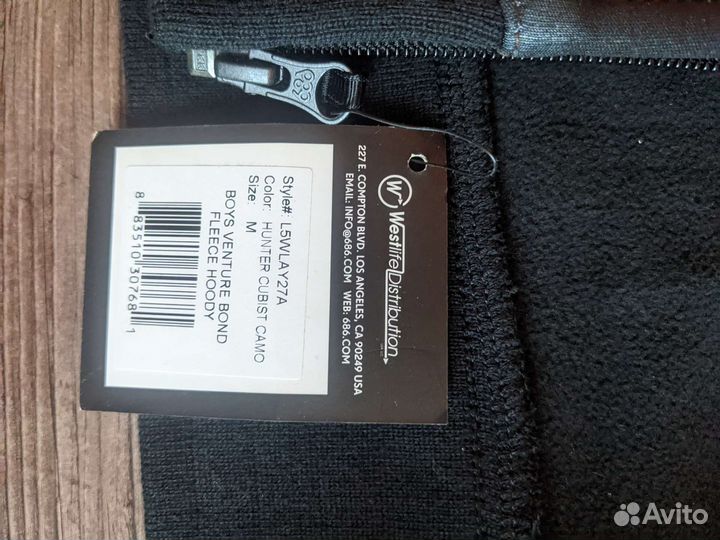 Westlife Distribution
227 E. COMPTON BLVD. LOS ANGELES, CA 90249 USA
EMAIL: INFO@686.COM WEB: 686.COM
Style#: L5WLAY27A
Color: HUNTER CUBIST CAMO
Size: M
BOYS VENTURE BOND
FLEECE HOODY
8 83510 30768 1
Avito